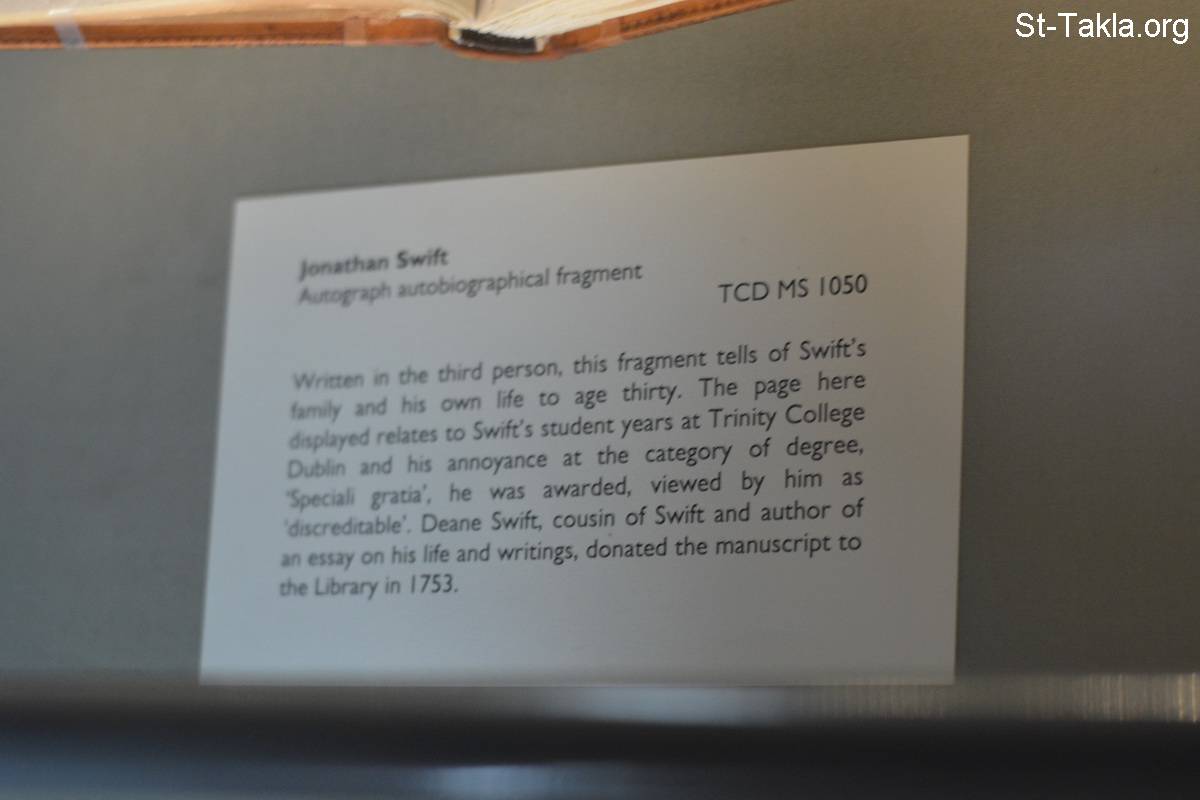 St-Takla.org
Jonathan Swift
Autograph autobiographical fragment
TCD MS 1050
Written in the third person, this fragment tells of Swift's
family and his own life to age thirty. The page here
displayed relates to Swift's student years at Trinity College
Dublin and his annoyance at the category of degree,
'Speciali gratia', he was awarded, viewed by him as
'discreditable'. Deane Swift, cousin of Swift and author of
an essay on his life and writings, donated the manuscript to
the Library in 1753.